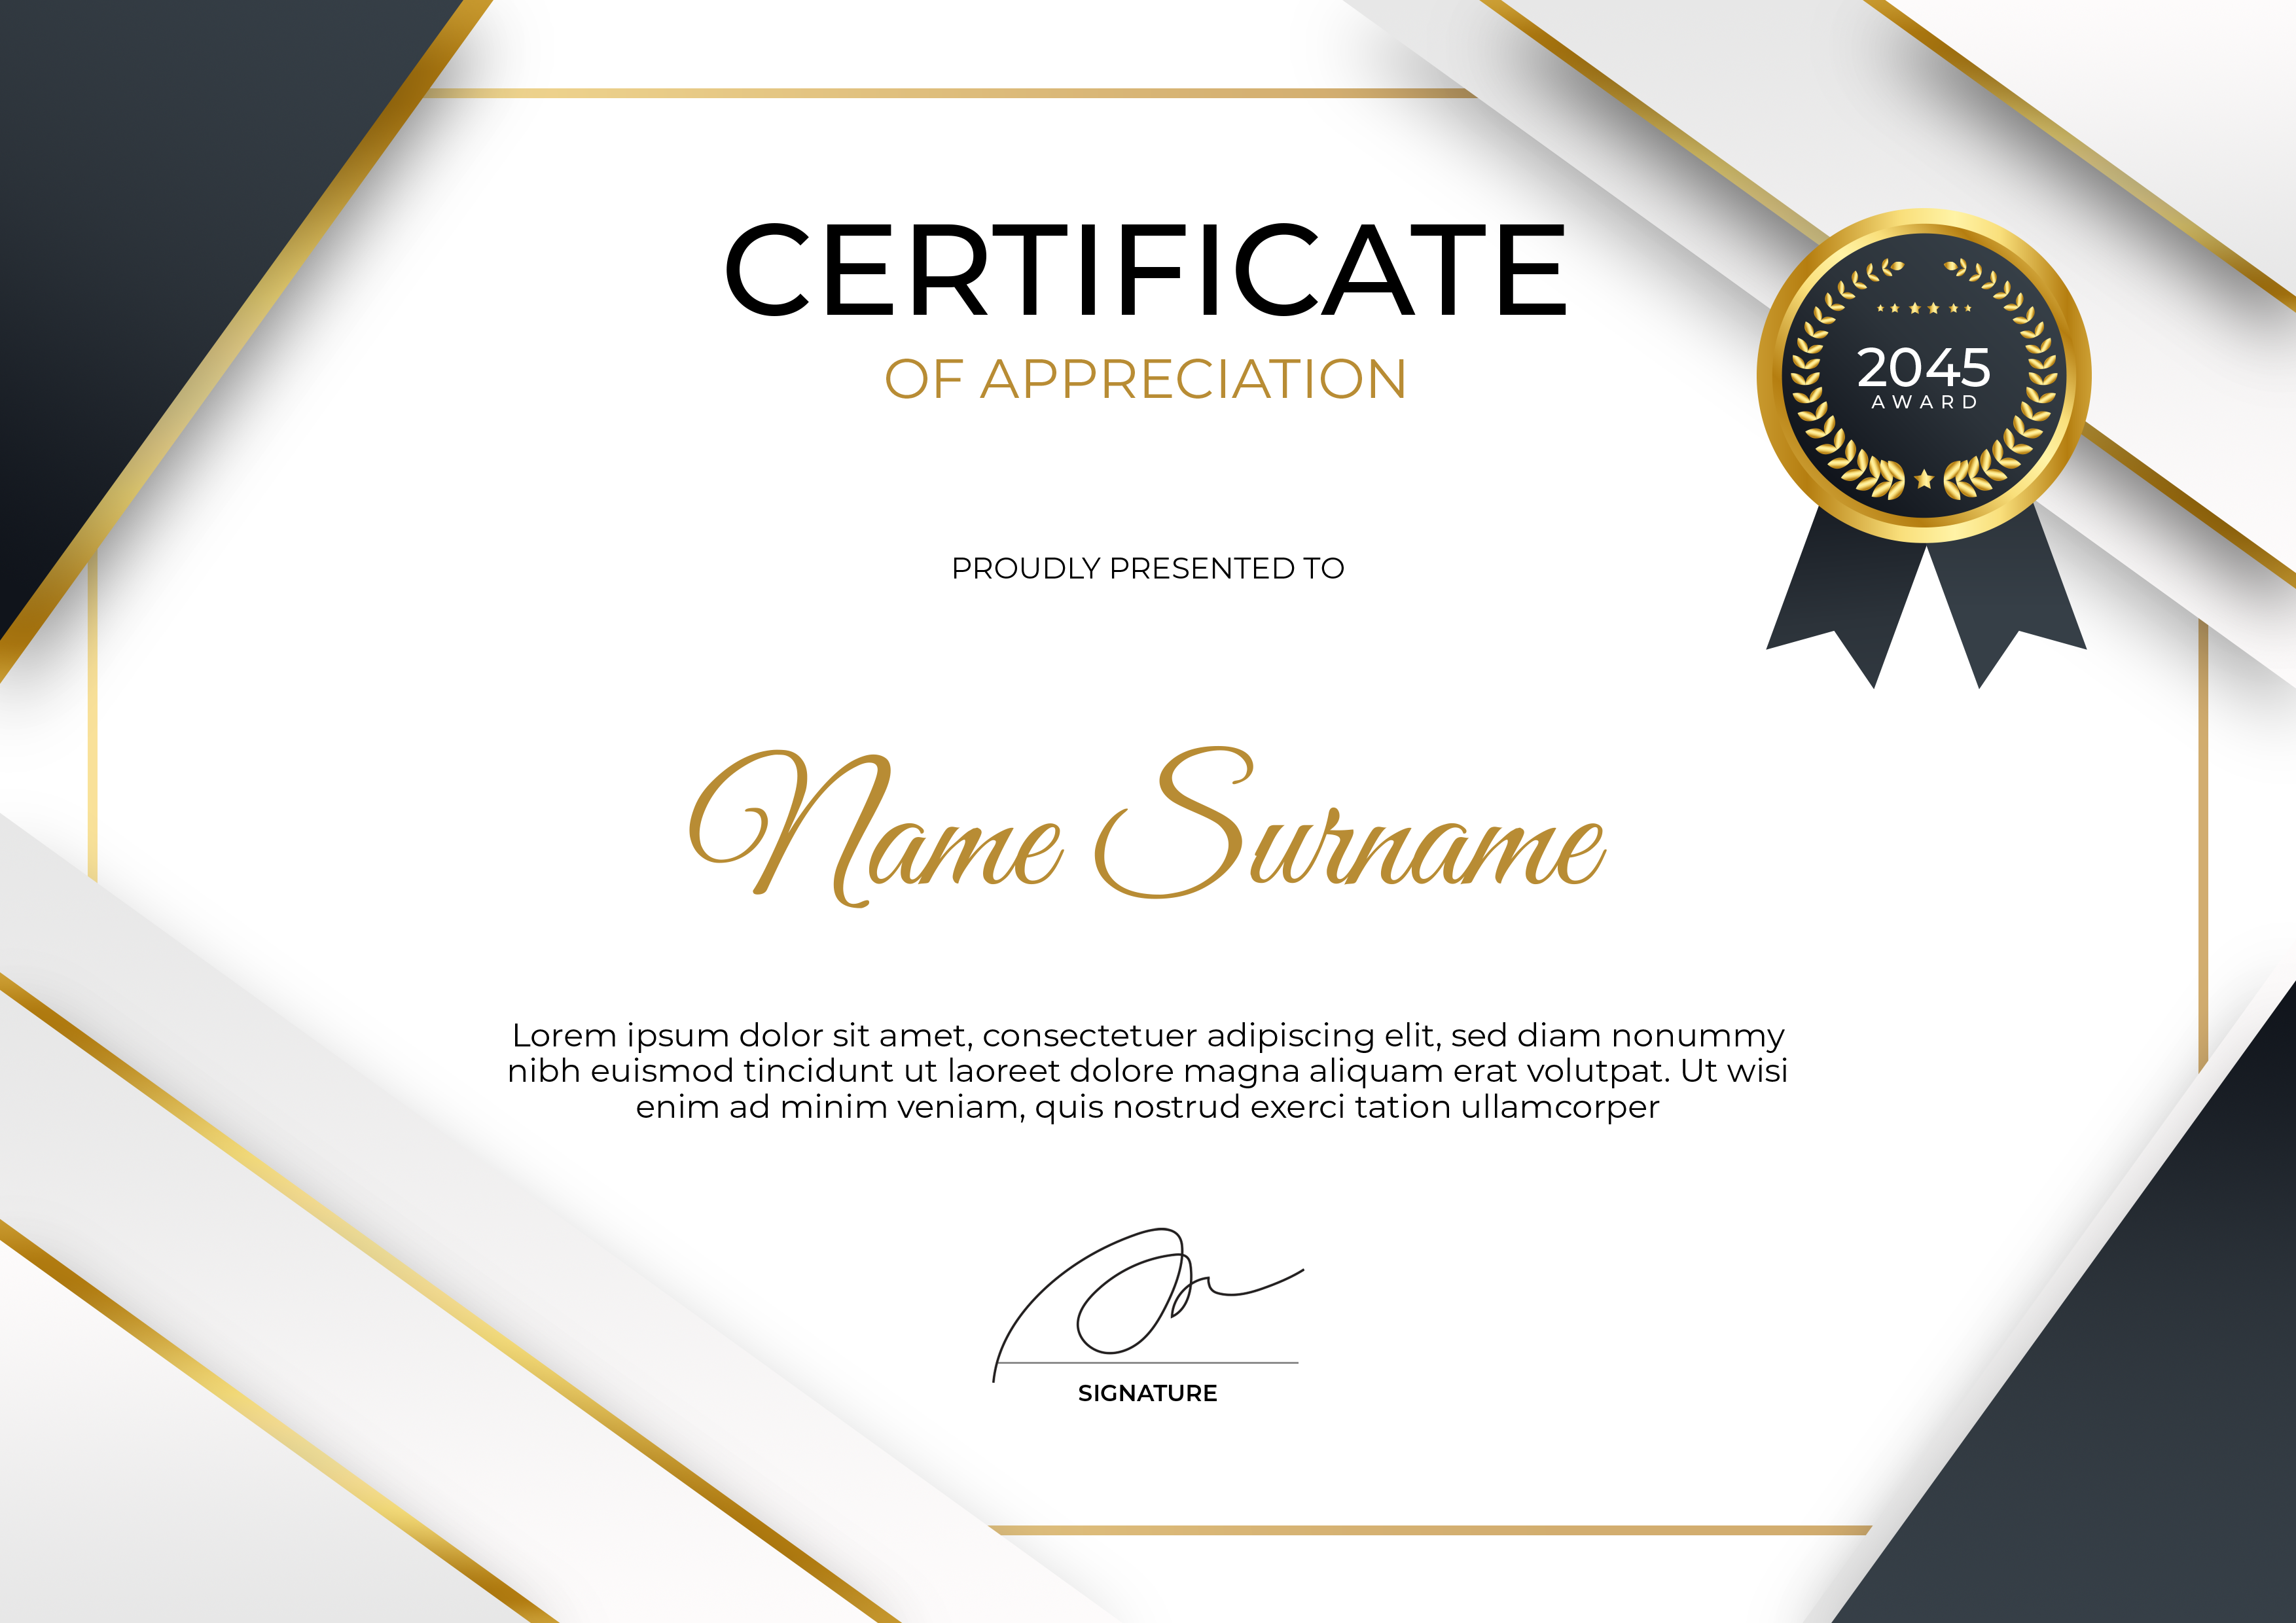 CERTIFICATE
OF APPRECIATION
2045
AWARD
PROUDLY PRESENTED TO
Name Surname
Lorem ipsum dolor sit amet, consectetuer adipiscing elit, sed diam nonummy
nibh euismod tincidunt ut laoreet dolore magna aliquam erat volutpat. Ut wisi
enim ad minim veniam, quis nostrud exerci tation ullamcorper
SIGNATURE